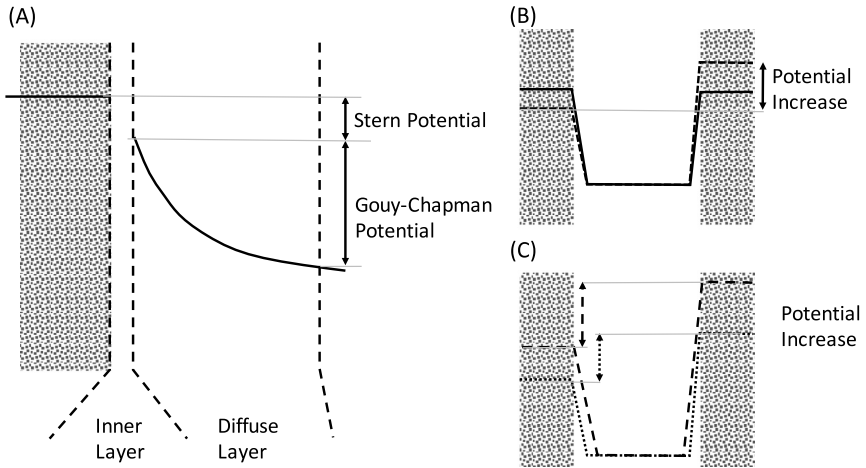 (A)
Stern Potential
Gouy-Chapman
Potential
Inner
Layer
Diffuse
Layer
(B)
Potential
Increase
(C)
Potential
Increase